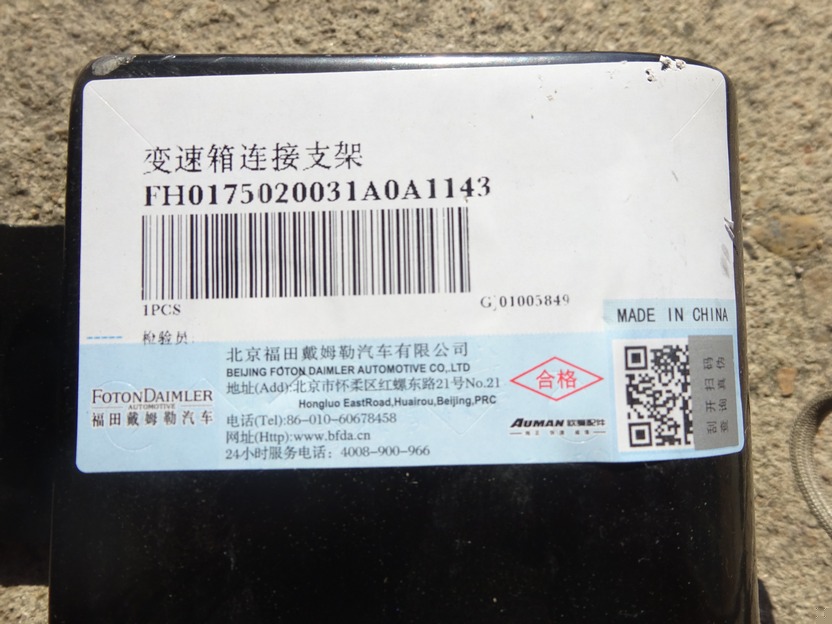 变速箱连接支架
FH0175020031A0A1143
1PCS
GJ01005849
检验员:
MADE IN CHINA
北京福田戴姆勒汽车有限公司
BEIJING FOTON DAIMLER AUTOMOTIVE CO.,LTD
地址(Add):北京市怀柔区红螺东路21号No.21
Hongluo EastRoad,Huairou,Beijing,PRC
电话(Tel):86-010-60678458
网址(Http):www.bfda.cn
24小时服务电话：4008-900-966
FOTONDAIMLER
AUTOMOTIVE
福田戴姆勒汽车
合格
AUMAN 欧曼配件
刮开扫码
查询真伪